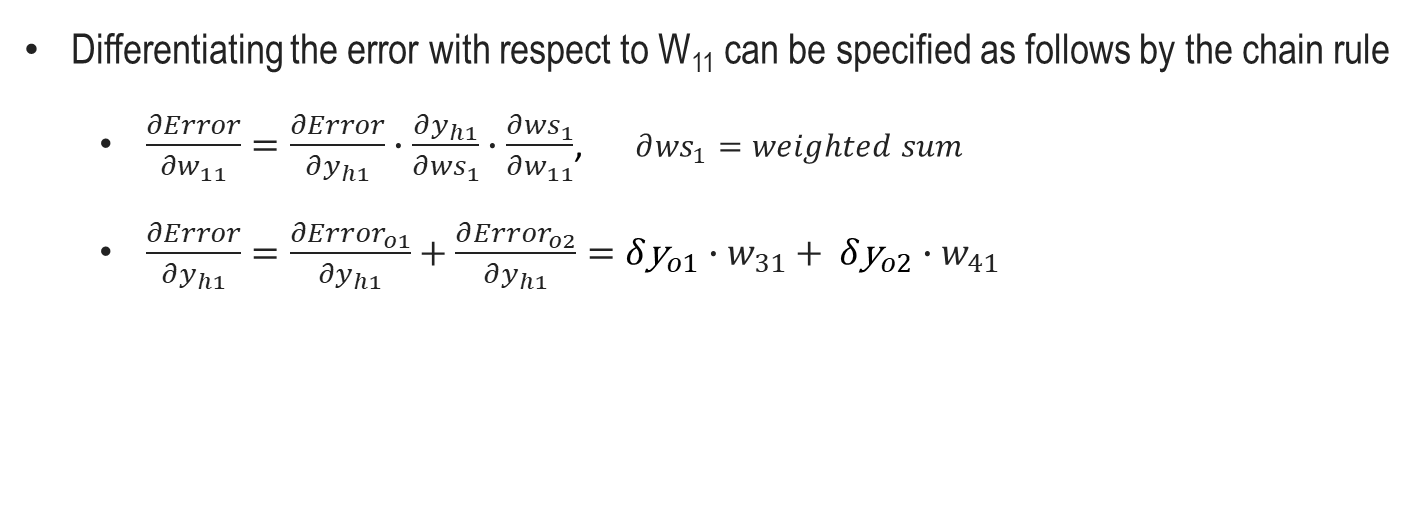 • Differentiating the error with respect to W₁₁ can be specified as follows by the chain rule
• ∂Error/∂w₁₁ = ∂Error/∂yₕ₁ · ∂yₕ₁/∂ws₁ · ∂ws₁/∂w₁₁, ∂ws₁ = weighted sum
• ∂Error/∂yₕ₁ = ∂Errorₒ₁/∂yₕ₁ + ∂Errorₒ₂/∂yₕ₁ = δyₒ₁ · w₃₁ + δyₒ₂ · w₄₁